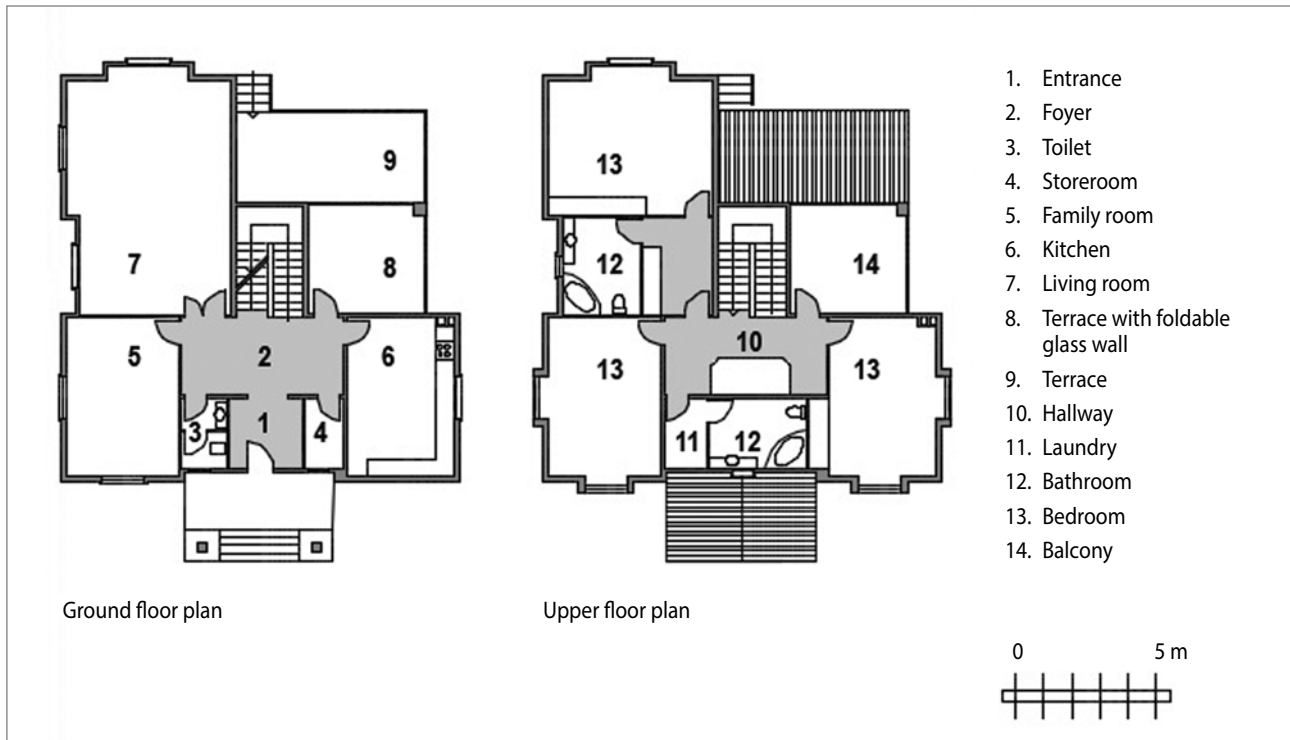 9
7
8
5
2
6
3
1
4
Ground floor plan
13
12
14
13
10
13
11
12
Upper floor plan
1. Entrance
2. Foyer
3. Toilet
4. Storeroom
5. Family room
6. Kitchen
7. Living room
8. Terrace with foldable
glass wall
9. Terrace
10. Hallway
11. Laundry
12. Bathroom
13. Bedroom
14. Balcony
0 5 m